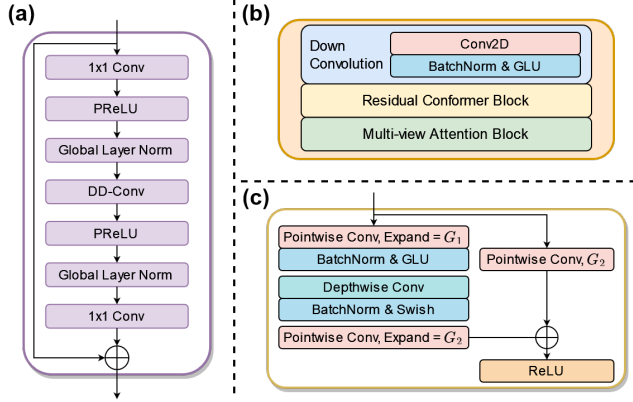 (a)
1x1 Conv
PReLU
Global Layer Norm
DD-Conv
PReLU
Global Layer Norm
1x1 Conv
(b)
Down
Convolution
Conv2D
BatchNorm & GLU
Residual Conformer Block
Multi-view Attention Block
(c)
Pointwise Conv, Expand = G₁
BatchNorm & GLU
Depthwise Conv
BatchNorm & Swish
Pointwise Conv, Expand = G₂
Pointwise Conv, G₂
ReLU